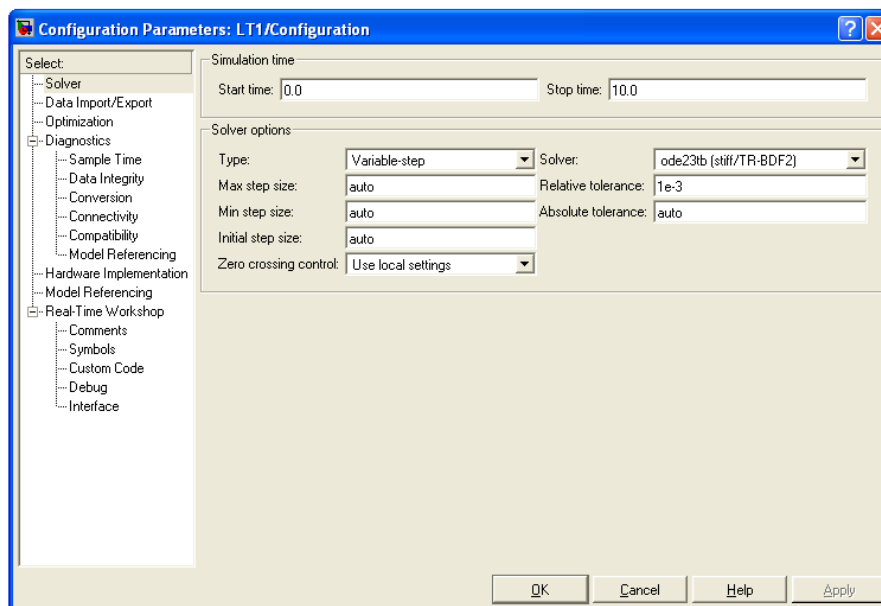 Configuration Parameters: LT1/Configuration
Select:
Solver
Data Import/Export
Optimization
Diagnostics
Sample Time
Data Integrity
Conversion
Connectivity
Compatibility
Model Referencing
Hardware Implementation
Model Referencing
Real-Time Workshop
Comments
Symbols
Custom Code
Debug
Interface
Simulation time
Start time: 0.0 Stop time: 10.0
Solver options
Type: Variable-step Solver: ode23tb (stiff/TR-BDF2)
Max step size: auto Relative tolerance: 1e-3
Min step size: auto Absolute tolerance: auto
Initial step size: auto
Zero crossing control: Use local settings
OK Cancel Help Apply